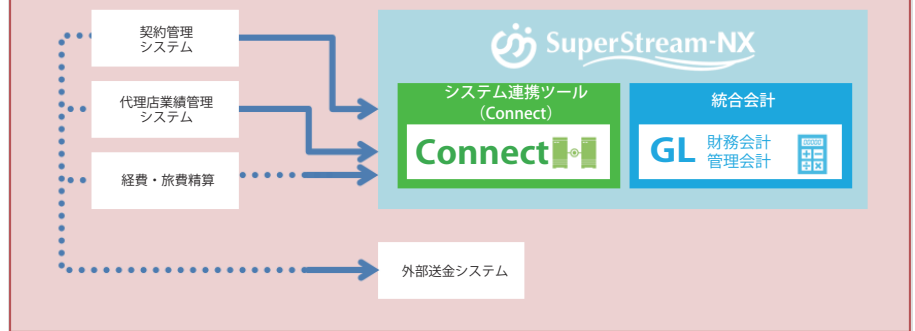 契約管理
システム
代理店業績管理
システム
経費・旅費精算
SuperStream-NX
システム連携ツール
（Connect）
Connect
統合会計
GL 財務会計
管理会計
外部送金システム